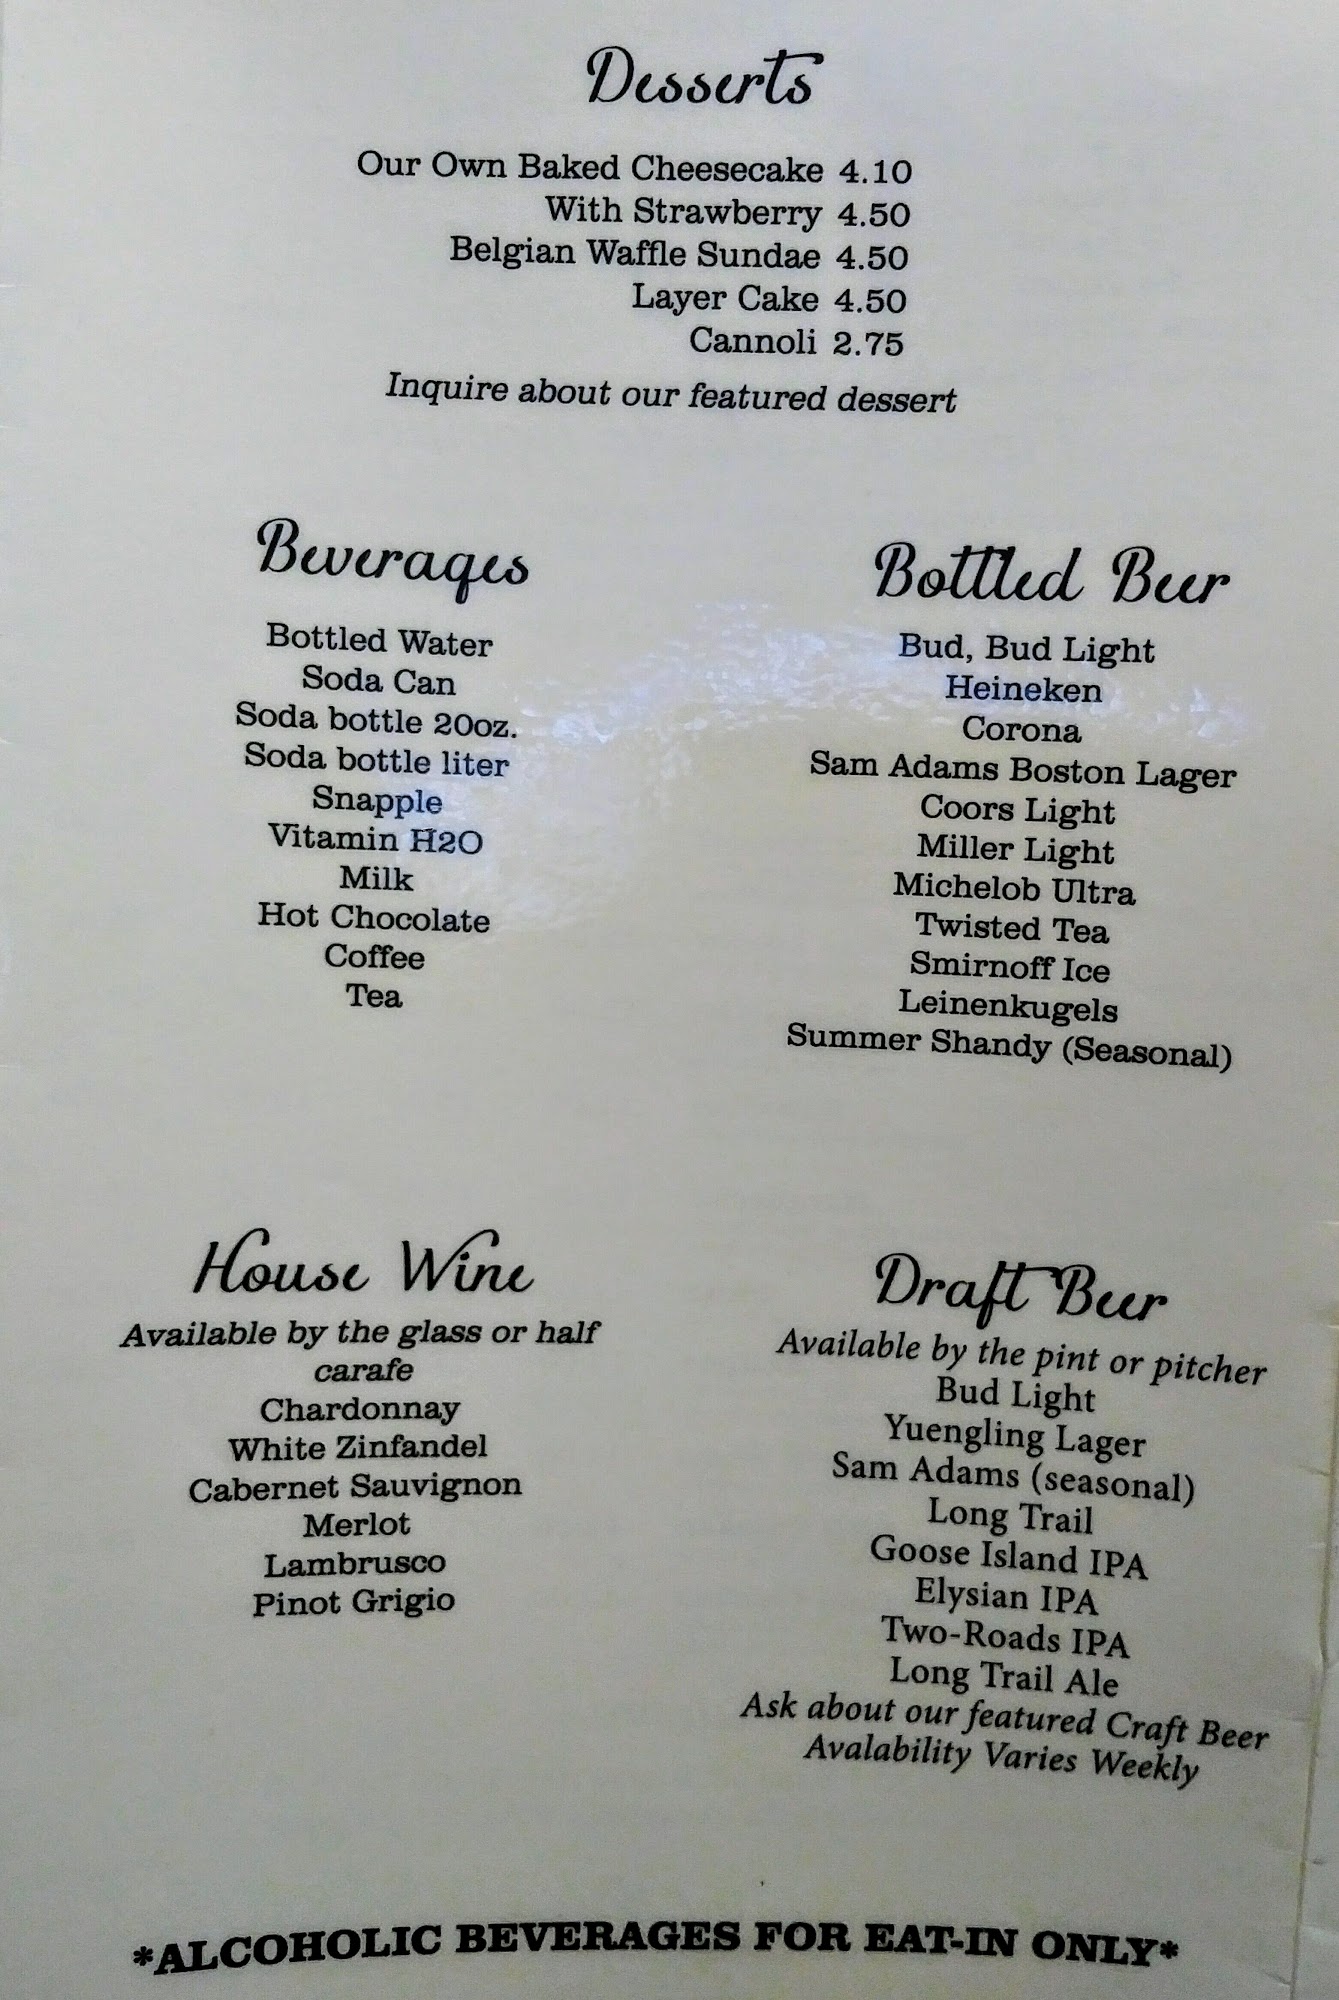 Desserts
Our Own Baked Cheesecake 4.10
With Strawberry 4.50
Belgian Waffle Sundae 4.50
Layer Cake 4.50
Cannoli 2.75
Inquire about our featured dessert
Beverages
Bottled Water
Soda Can
Soda bottle 20oz.
Soda bottle liter
Snapple
Vitamin H2O
Milk
Hot Chocolate
Coffee
Tea
Bottled Beer
Bud, Bud Light
Heineken
Corona
Sam Adams Boston Lager
Coors Light
Miller Light
Michelob Ultra
Twisted Tea
Smirnoff Ice
Leinenkugels
Summer Shandy (Seasonal)
House Wine
Available by the glass or half
carafe
Chardonnay
White Zinfandel
Cabernet Sauvignon
Merlot
Lambrusco
Pinot Grigio
Draft Beer
Available by the pint or pitcher
Bud Light
Yuengling Lager
Sam Adams (seasonal)
Long Trail
Goose Island IPA
Elysian IPA
Two-Roads IPA
Long Trail Ale
Ask about our featured Craft Beer
Avalability Varies Weekly
*ALCOHOLIC BEVERAGES FOR EAT-IN ONLY*